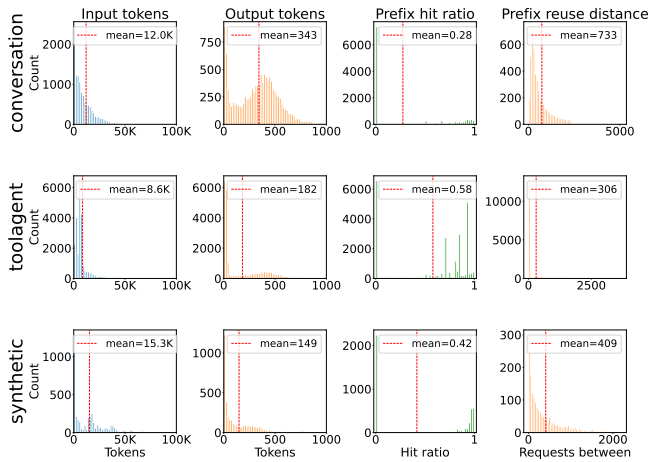 Input tokens
Output tokens
Prefix hit ratio
Prefix reuse distance
conversation
Count
2000
1000
0
0
50K
100K
mean=12.0K
750
500
250
0
0
500
1000
mean=343
6000
4000
2000
0
0
1
mean=0.28
600
400
200
0
0
5000
mean=733
toolagent
Count
6000
4000
2000
0
0
50K
100K
mean=8.6K
6000
4000
2000
0
0
500
1000
mean=182
6000
4000
2000
0
0
1
mean=0.58
10000
5000
0
0
2500
mean=306
synthetic
Count
1000
500
0
0
50K
100K
Tokens
mean=15.3K
1000
500
0
0
500
1000
Tokens
mean=149
2000
1000
0
0
1
Hit ratio
mean=0.42
300
200
100
0
0
2000
Requests between
mean=409